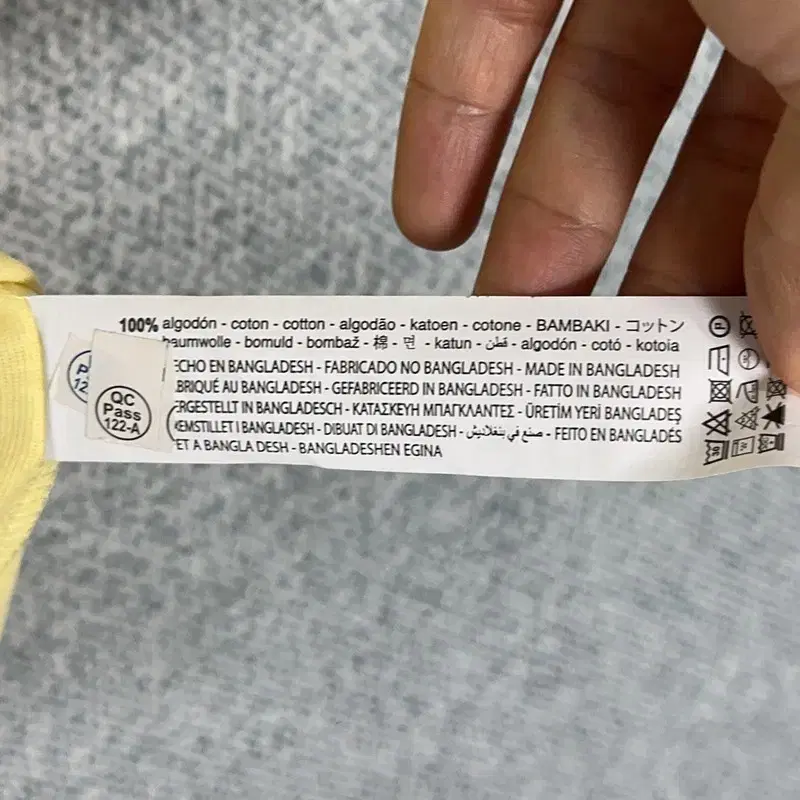 100% algodón - coton - cotton - algodão - katoen - cotone - BAMBAKI - コットン
baumwolle - bomuld - bombaž - 棉 - 면 - katun - قطن - algodón - cotó - kotoia
ECHO EN BANGLADESH - FABRICADO NO BANGLADESH - MADE IN BANGLADESH
BRIQUÉ AU BANGLADESH - GEFABRICEERD IN BANGLADESH - FATTO IN BANGLADESH
ERGESTELLT IN BANGLADESCH - ΚΑΤΑΣΚΕΥΗ ΜΠΑΓΚΛΑΝΤΕΣ - ÜRETİM YERİ BANGLADEŞ
EMSTILLET I BANGLADESH - DIBUAT DI BANGLADESH - صنع في بنغلاديش - FEITO EN BANGLADÉS
ET A BANGLA DESH - BANGLADESHEN EGINA
QC
Pass
122-A